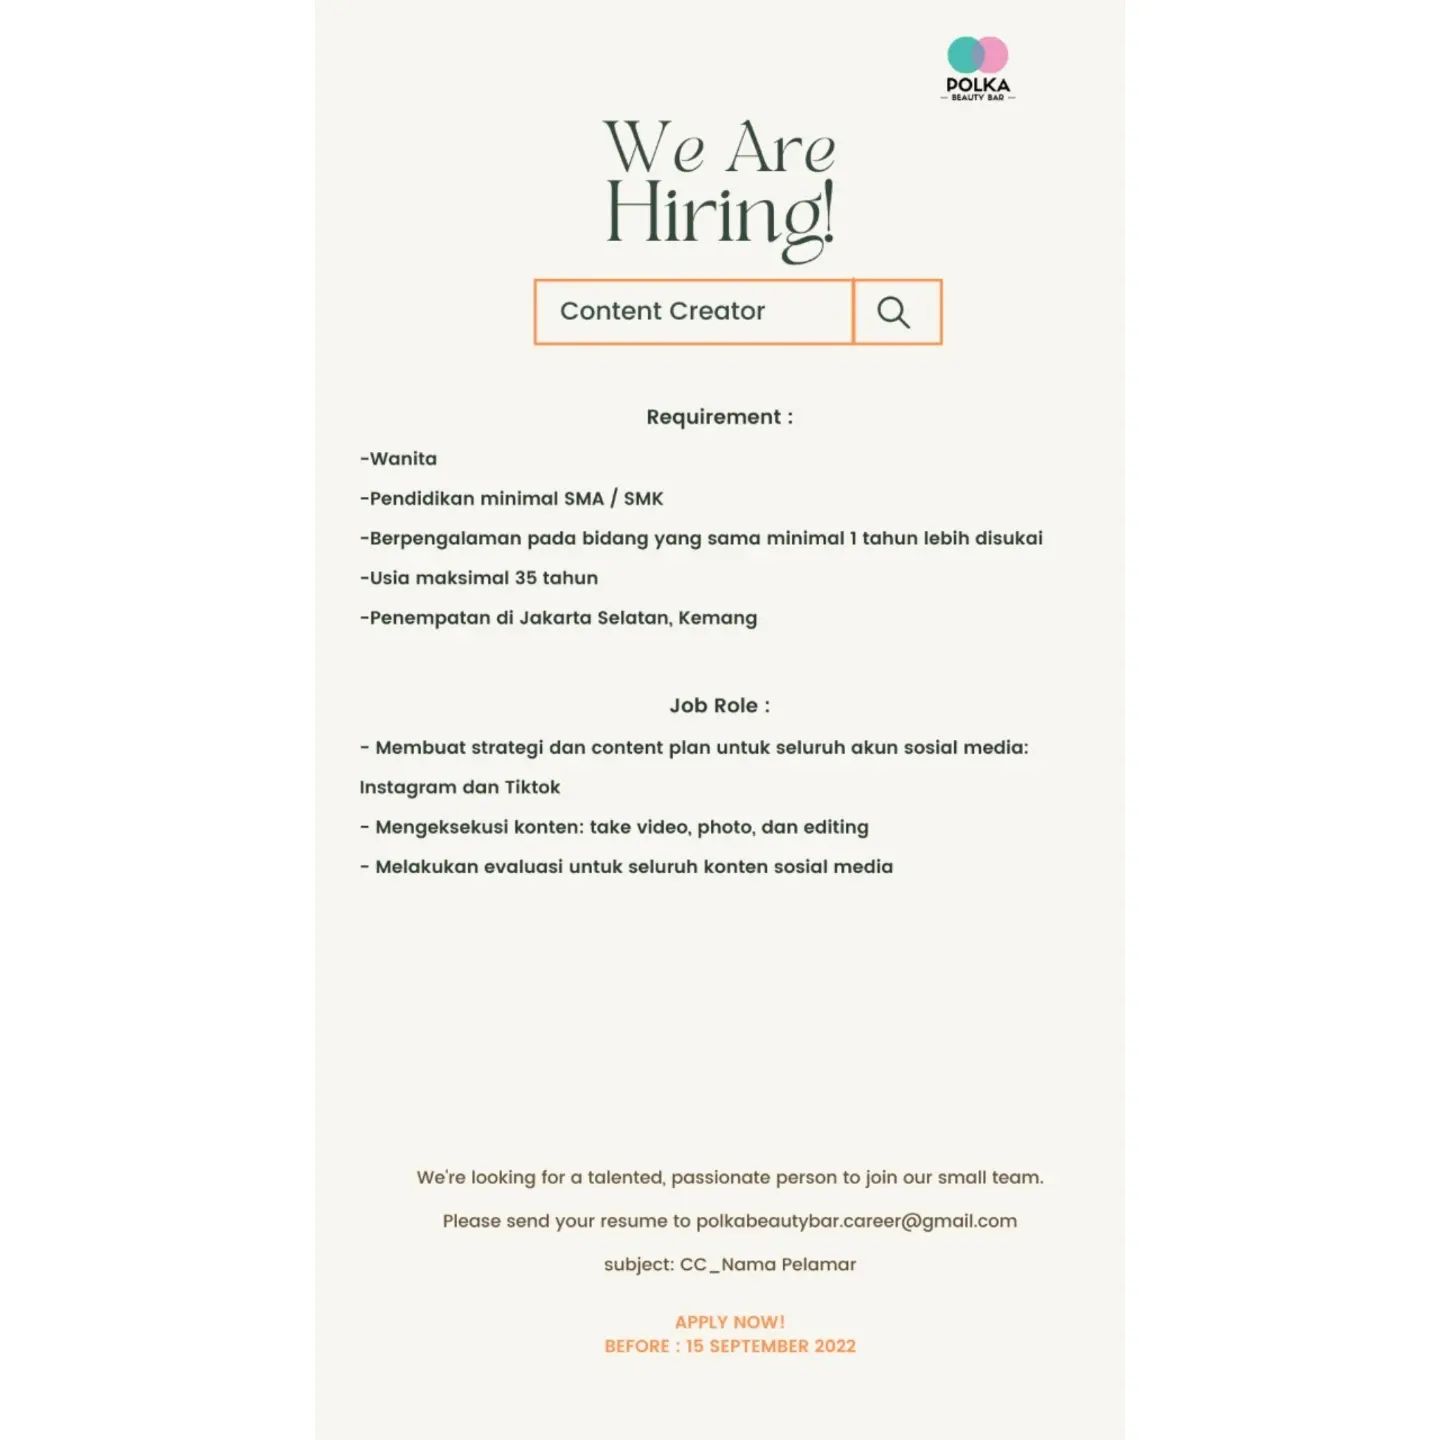 POLKA
— BEAUTY BAR —
We Are
Hiring!
Content Creator
Requirement :
-Wanita
-Pendidikan minimal SMA / SMK
-Berpengalaman pada bidang yang sama minimal 1 tahun lebih disukai
-Usia maksimal 35 tahun
-Penempatan di Jakarta Selatan, Kemang
Job Role :
- Membuat strategi dan content plan untuk seluruh akun sosial media:
Instagram dan Tiktok
- Mengeksekusi konten: take video, photo, dan editing
- Melakukan evaluasi untuk seluruh konten sosial media
We're looking for a talented, passionate person to join our small team.
Please send your resume to polkabeautybar.career@gmail.com
subject: CC_Nama Pelamar
APPLY NOW!
BEFORE : 15 SEPTEMBER 2022